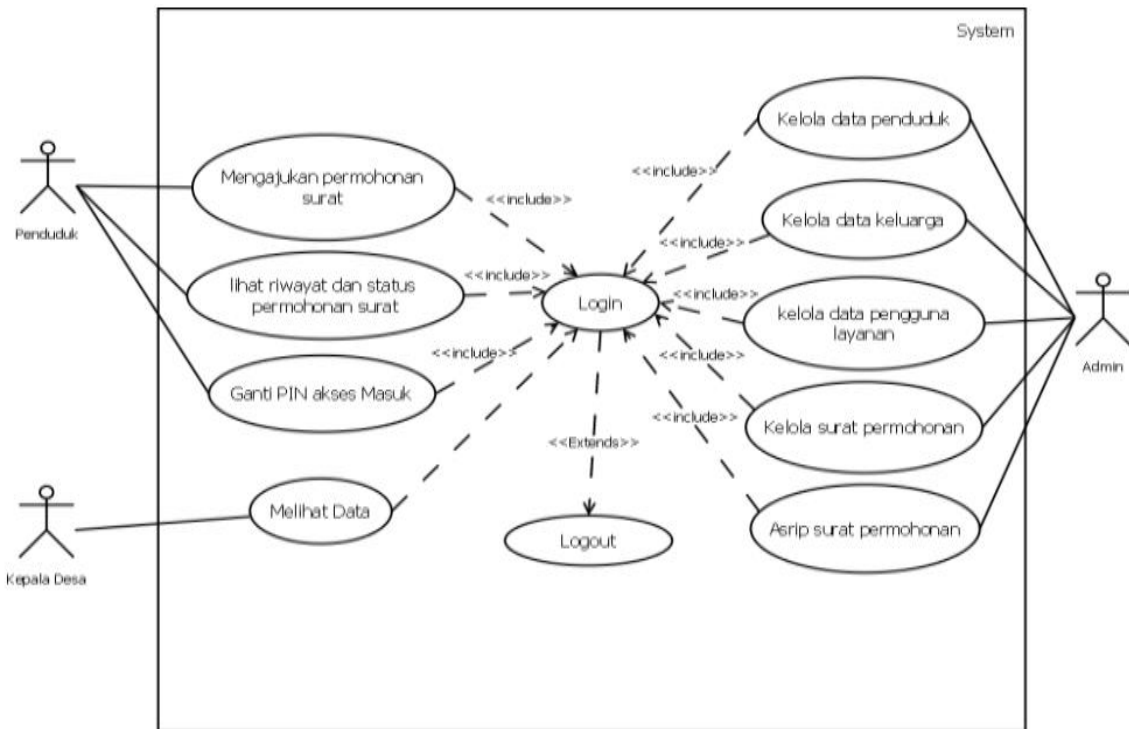 System
Kelola data penduduk
Mengajukan permohonan
surat
<<include>>
<<include>>
Penduduk
Kelola data keluarga
<<include>>
lihat riwayat dan status
permohonan surat
<<include>>
Login
<<include>>
kelola data pengguna
layanan
Admin
Ganti PIN akses Masuk
<<include>>
<<include>>
Kelola surat permohonan
<<include>>
<<Extends>>
Melihat Data
Asrip surat permohonan
Logout
Kepala Desa